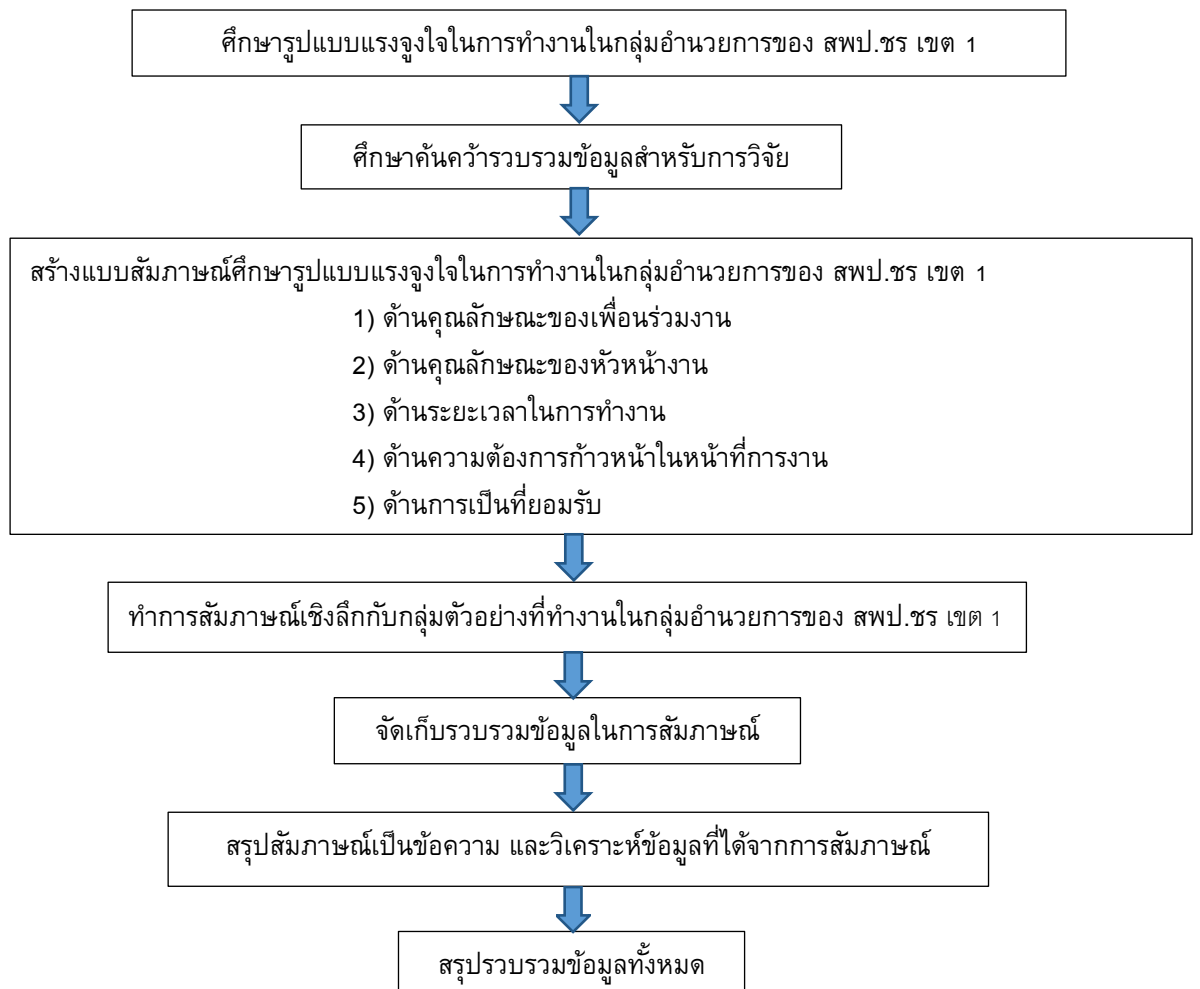 ศึกษารูปแบบแรงจูงใจในการทำงานในกลุ่มอำนวยการของ สพป.ชร เขต 1
ศึกษาค้นคว้ารวบรวมข้อมูลสำหรับการวิจัย
สร้างแบบสัมภาษณ์ศึกษารูปแบบแรงจูงใจในการทำงานในกลุ่มอำนวยการของ สพป.ชร เขต 1
1) ด้านคุณลักษณะของเพื่อนร่วมงาน
2) ด้านคุณลักษณะของหัวหน้างาน
3) ด้านระยะเวลาในการทำงาน
4) ด้านความต้องการก้าวหน้าในหน้าที่การงาน
5) ด้านการเป็นที่ยอมรับ
ทำการสัมภาษณ์เชิงลึกกับกลุ่มตัวอย่างที่ทำงานในกลุ่มอำนวยการของ สพป.ชร เขต 1
จัดเก็บรวบรวมข้อมูลในการสัมภาษณ์
สรุปสัมภาษณ์เป็นข้อความ และวิเคราะห์ข้อมูลที่ได้จากการสัมภาษณ์
สรุปรวบรวมข้อมูลทั้งหมด